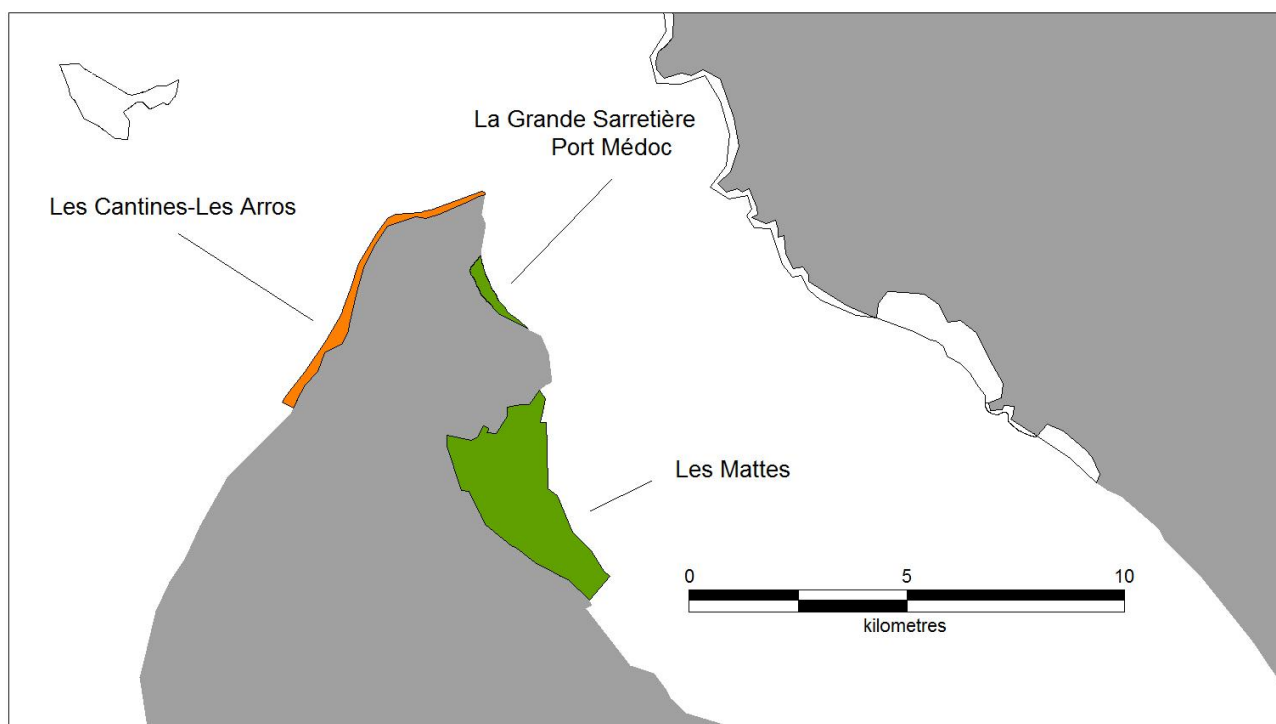 La Grande Sarretière
Port Médoc
Les Cantines-Les Arros
Les Mattes
0 5 10
kilometres